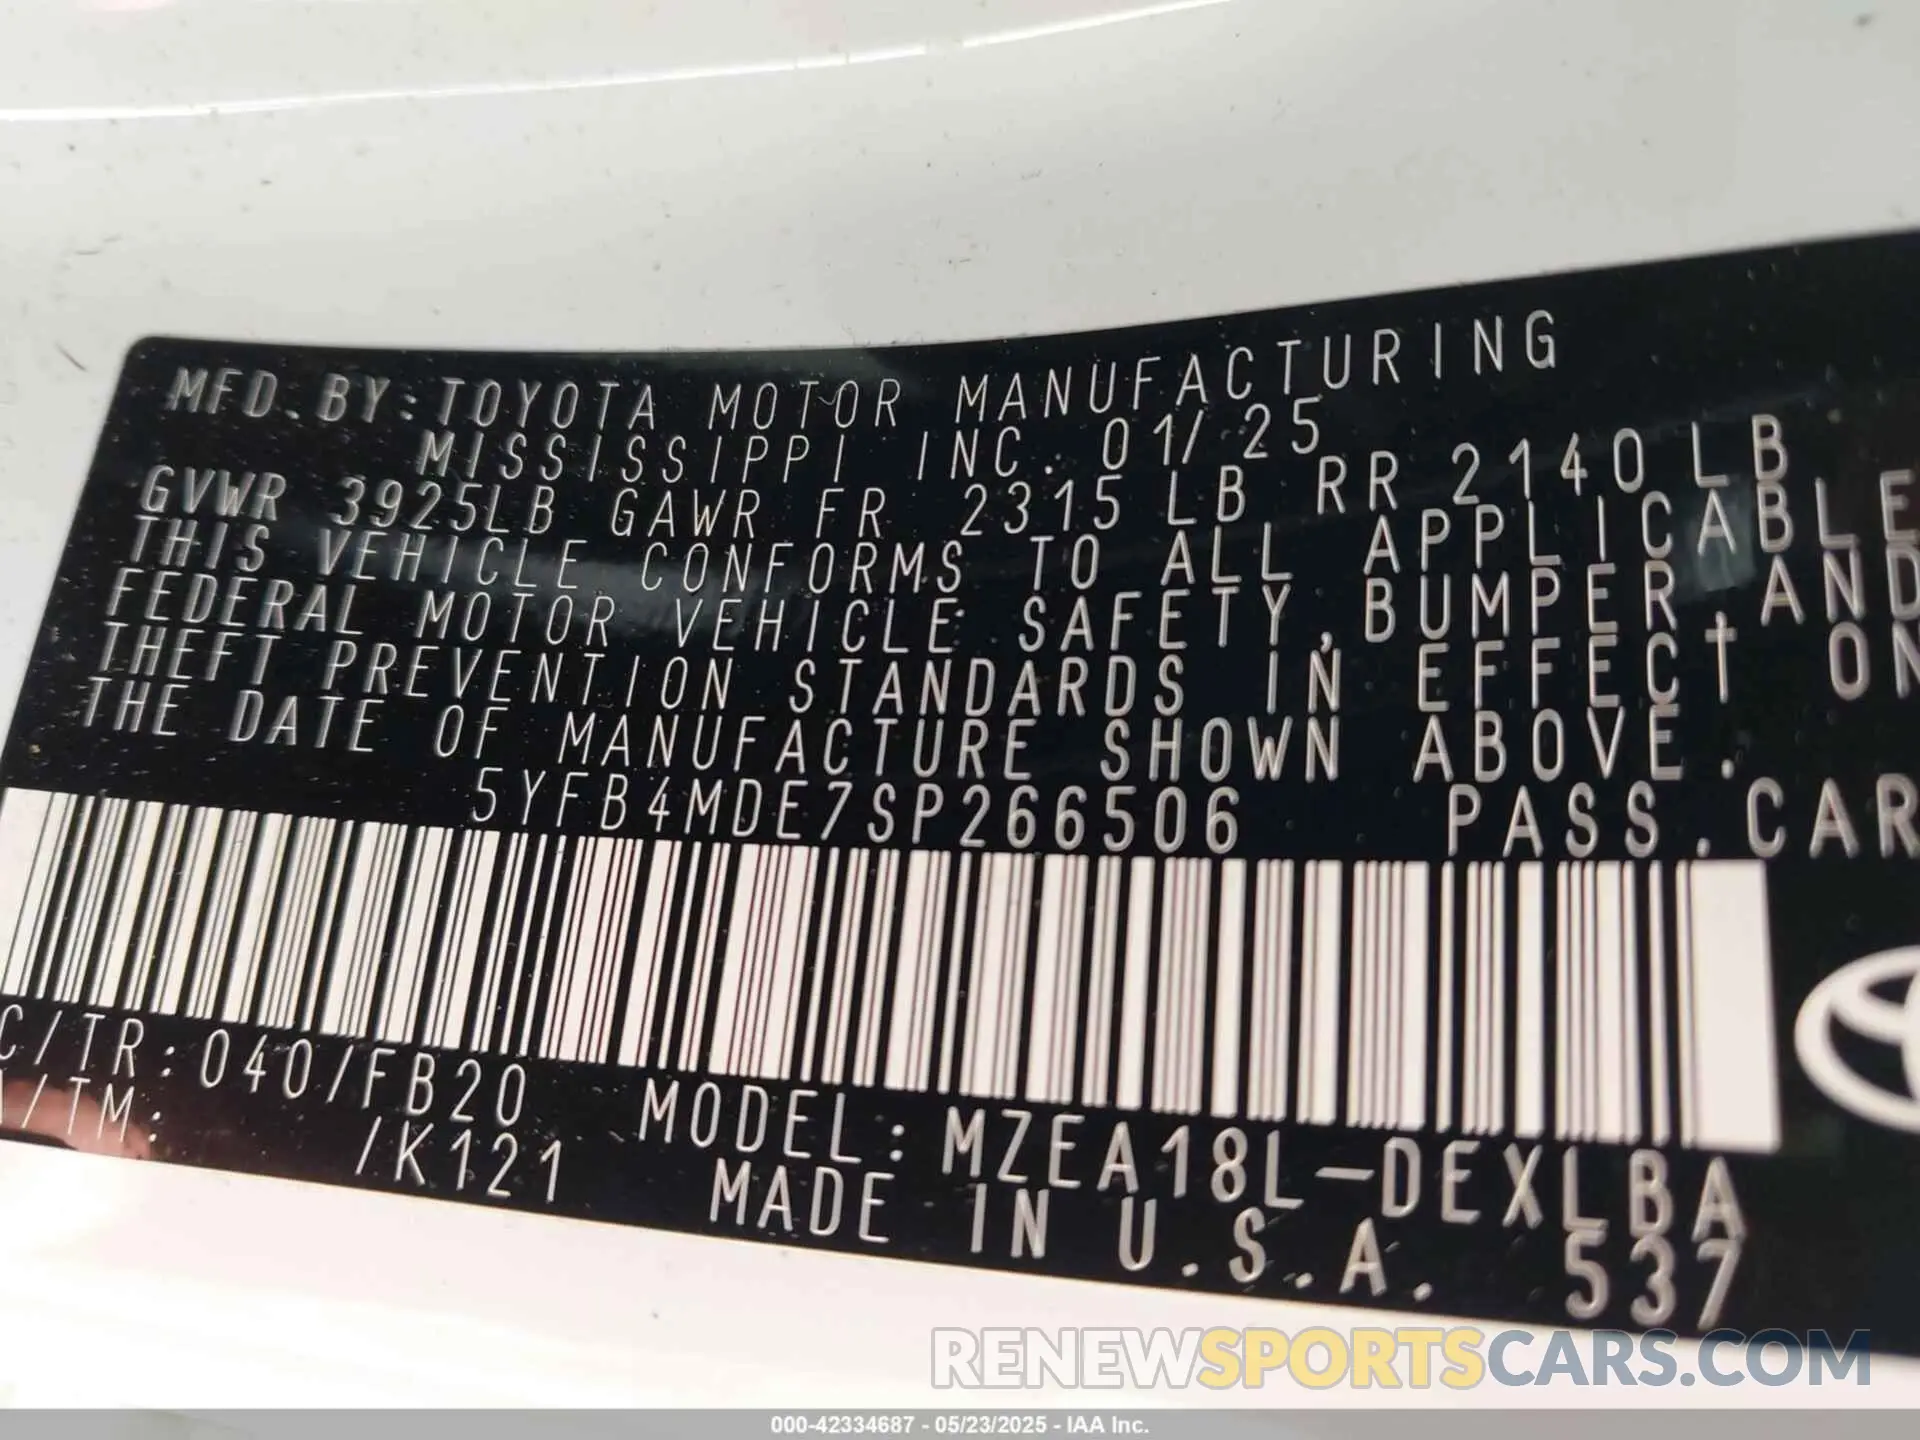 MFD. BY: TOYOTA MOTOR MANUFACTURING
MISSISSIPPI INC. 01/25
GVWR 3925LB GAWR FR 2315 LB RR 2140 LB
THIS VEHICLE CONFORMS TO ALL APPLICABLE
FEDERAL MOTOR VEHICLE SAFETY, BUMPER, AND
THEFT PREVENTION STANDARDS IN EFFECT ON
THE DATE OF MANUFACTURE SHOWN ABOVE.
5YFB4MDE7SP266506 PASS. CAR
C/TR: 040/FB20 MODEL: MZEA18L-DEXLBA
/TM: /K121 MADE IN U.S.A. 537
RENEWSPORTSCARS.COM
000-42334687 - 05/23/2025 - IAA Inc.